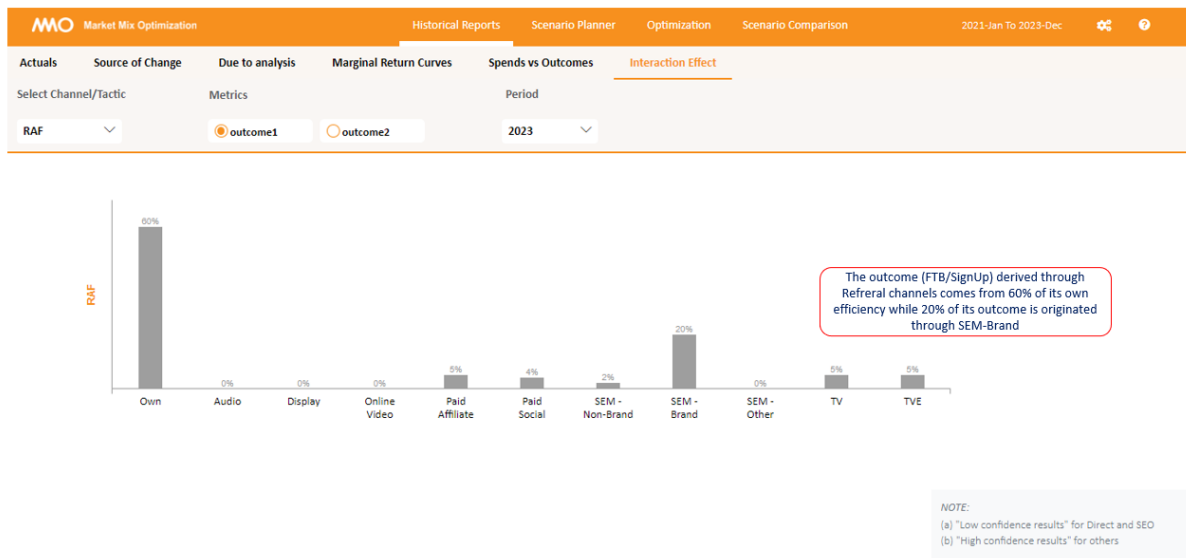 MMO Market Mix Optimization Historical Reports Scenario Planner Optimization Scenario Comparison 2021-Jan To 2023-Dec ?
Actuals Source of Change Due to analysis Marginal Return Curves Spends vs Outcomes Interaction Effect
Select Channel/Tactic Metrics Period
RAF outcome1 outcome2 2023
60%
0%
0%
0%
5%
4%
2%
20%
0%
5%
5%
RAF
The outcome (FTB/SignUp) derived through
Refreral channels comes from 60% of its own
efficiency while 20% of its outcome is originated
through SEM-Brand
Own
Audio
Display
Online
Video
Paid
Affiliate
Paid
Social
SEM -
Non-Brand
SEM -
Brand
SEM -
Other
TV
TVE
NOTE:
(a) "Low confidence results" for Direct and SEO
(b) "High confidence results" for others